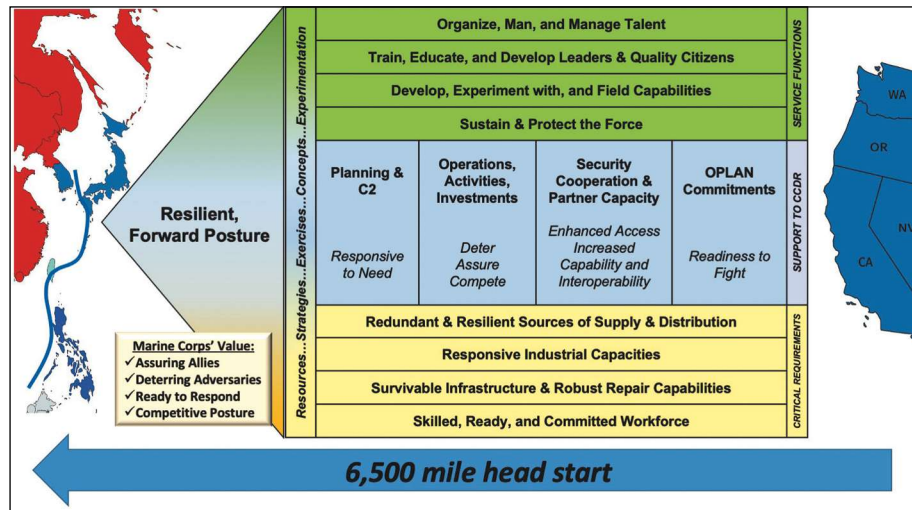 Organize, Man, and Manage Talent
Train, Educate, and Develop Leaders & Quality Citizens
Develop, Experiment with, and Field Capabilities
Sustain & Protect the Force
SERVICE FUNCTIONS
Resources...Strategies...Exercises...Concepts...Experimentation
Resilient,
Forward Posture
Planning &
C2
Responsive
to Need
Operations,
Activities,
Investments
Deter
Assure
Compete
Security
Cooperation &
Partner Capacity
Enhanced Access
Increased
Capability and
Interoperability
OPLAN
Commitments
Readiness to
Fight
SUPPORT TO CCDR
Redundant & Resilient Sources of Supply & Distribution
Responsive Industrial Capacities
Survivable Infrastructure & Robust Repair Capabilities
Skilled, Ready, and Committed Workforce
CRITICAL REQUIREMENTS
Marine Corps' Value:
✓Assuring Allies
✓Deterring Adversaries
✓Ready to Respond
✓Competitive Posture
WA
OR
NV
CA
6,500 mile head start